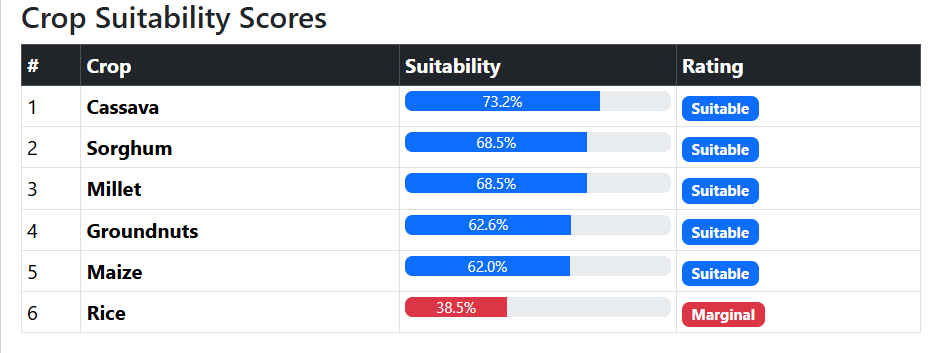 Crop Suitability Scores
# Crop Suitability Rating
1 Cassava 73.2% Suitable
2 Sorghum 68.5% Suitable
3 Millet 68.5% Suitable
4 Groundnuts 62.6% Suitable
5 Maize 62.0% Suitable
6 Rice 38.5% Marginal